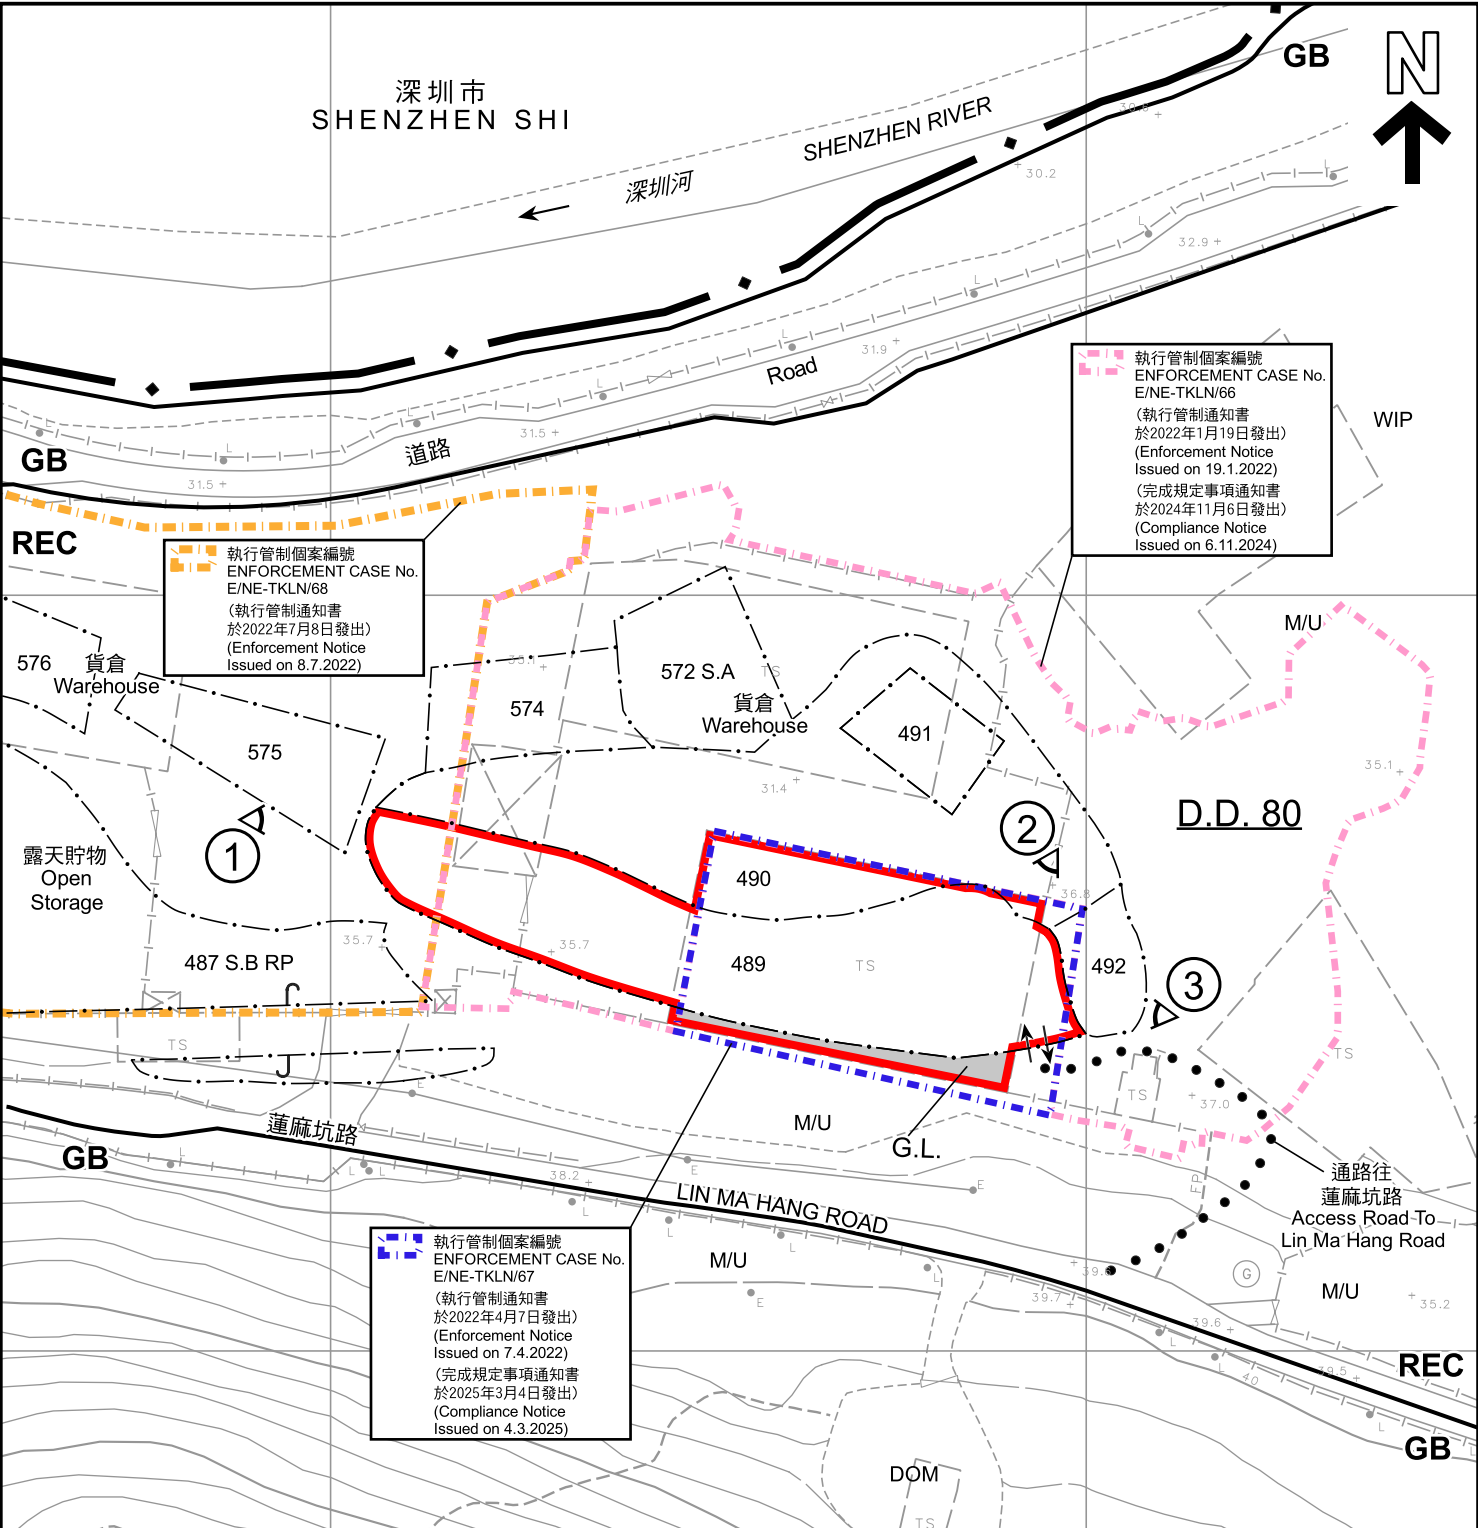 深圳市
SHENZHEN SHI
GB
N
SHENZHEN RIVER
深圳河
30.2
32.9
31.9
Road
道路
31.5
31.5
GB
REC
執行管制個案編號
ENFORCEMENT CASE No.
E/NE-TKLN/66
(執行管制通知書
於2022年1月19日發出)
(Enforcement Notice
Issued on 19.1.2022)
(完成規定事項通知書
於2024年11月6日發出)
(Compliance Notice
Issued on 6.11.2024)
WIP
執行管制個案編號
ENFORCEMENT CASE No.
E/NE-TKLN/68
(執行管制通知書
於2022年7月8日發出)
(Enforcement Notice
Issued on 8.7.2022)
M/U
576
貨倉
Warehouse
35.1
572 S.A
TS
貨倉
Warehouse
574
491
575
31.4
35.1
D.D. 80
1
2
露天貯物
Open
Storage
490
36.8
35.7
35.7
487 S.B RP
489
TS
492
3
TS
J
TS
TS
37.0
E
M/U
G.L.
蓮麻坑路
GB
38.2
E
E
LIN MA HANG ROAD
FP
通路往
蓮麻坑路
Access Road To
Lin Ma Hang Road
執行管制個案編號
ENFORCEMENT CASE No.
E/NE-TKLN/67
(執行管制通知書
於2022年4月7日發出)
(Enforcement Notice
Issued on 7.4.2022)
(完成規定事項通知書
於2025年3月4日發出)
(Compliance Notice
Issued on 4.3.2025)
M/U
E
G
M/U
39.7
39.6
35.2
REC
39.5
40
GB
DOM
TS